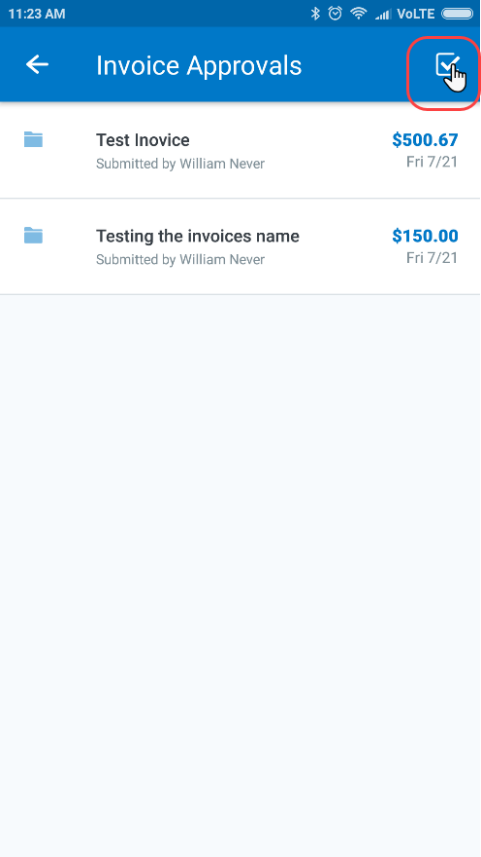 11:23 AM VoLTE
Invoice Approvals
Test Inovice $500.67
Submitted by William Never Fri 7/21
Testing the invoices name $150.00
Submitted by William Never Fri 7/21